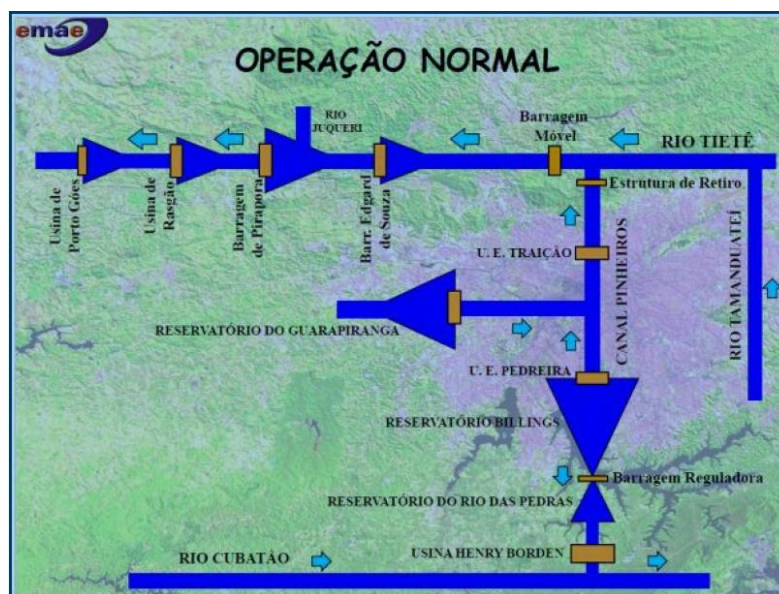 emae
OPERAÇÃO NORMAL
RIO
JUQUERI
Barragem
Móvel
RIO TIETÊ
Usina de
Porto Góes
Usina de
Rasgão
Barragem
de Pirapora
Barr. Edgard
de Souza
Estrutura de Retiro
U. E. TRAIÇÃO
CANAL PINHEIROS
RIO TAMANDUATEÍ
RESERVATÓRIO DO GUARAPIRANGA
U. E. PEDREIRA
RESERVATÓRIO BILLINGS
Barragem Reguladora
RESERVATÓRIO DO RIO DAS PEDRAS
USINA HENRY BORDEN
RIO CUBATÃO